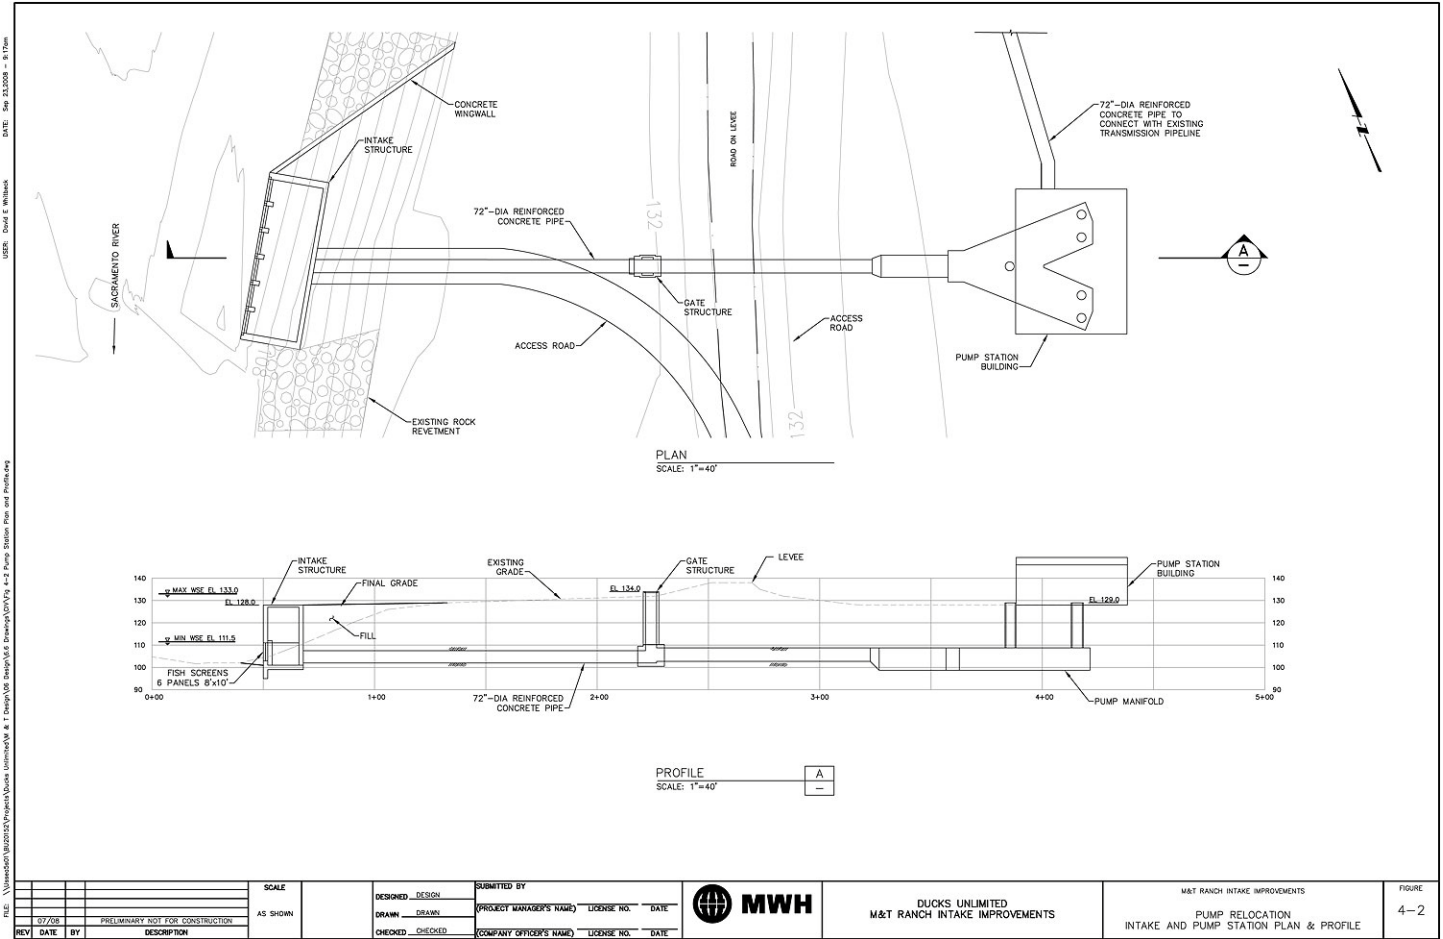 CONCRETE
WINGWALL
INTAKE
STRUCTURE
72"-DIA REINFORCED
CONCRETE PIPE TO
CONNECT WITH EXISTING
TRANSMISSION PIPELINE
ROAD ON LEVEE
72"-DIA REINFORCED
CONCRETE PIPE
132
SACRAMENTO RIVER
A
–
GATE
STRUCTURE
ACCESS
ROAD
ACCESS ROAD
PUMP STATION
BUILDING
132
EXISTING ROCK
REVETMENT
PLAN
SCALE: 1"=40'
INTAKE
STRUCTURE
EXISTING
GRADE
GATE
STRUCTURE
LEVEE
PUMP STATION
BUILDING
FINAL GRADE
140
130
120
110
100
90
MAX WSE EL 133.0
EL 128.0
EL 134.0
EL 129.0
FILL
MIN WSE EL 111.5
FISH SCREENS
6 PANELS 8'x10'
72"-DIA REINFORCED
CONCRETE PIPE
PUMP MANIFOLD
140
130
120
110
100
90
0+00 1+00 2+00 3+00 4+00 5+00
PROFILE
SCALE: 1"=40'
A
–
DATE: Sep 23,2008 - 9:17am
USER: David E Whitbeck
07/08 PRELIMINARY NOT FOR CONSTRUCTION
REV DATE BY DESCRIPTION
SCALE
AS SHOWN
DESIGNED DESIGN
DRAWN DRAWN
CHECKED CHECKED
SUBMITTED BY
(PROJECT MANAGER'S NAME) LICENSE NO. DATE
(COMPANY OFFICER'S NAME) LICENSE NO. DATE
MWH
DUCKS UNLIMITED
M&T RANCH INTAKE IMPROVEMENTS
M&T RANCH INTAKE IMPROVEMENTS
PUMP RELOCATION
INTAKE AND PUMP STATION PLAN & PROFILE
FIGURE
4-2